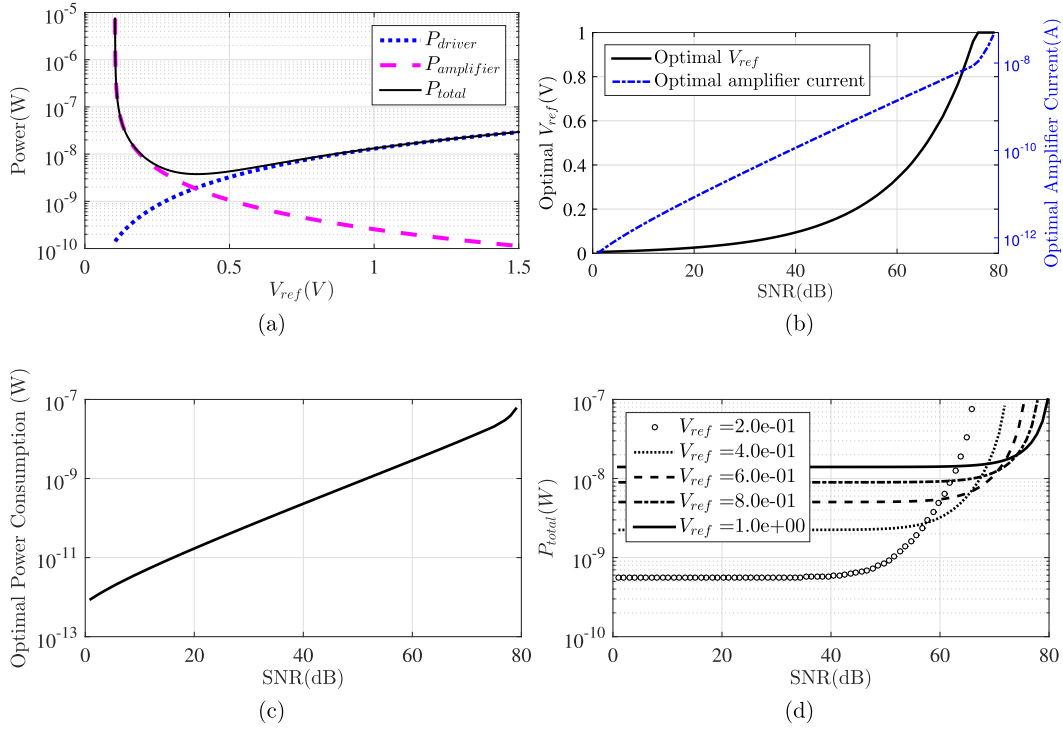 10^-5
10^-6
10^-7
10^-8
10^-9
10^-10
Power(W)
P_driver
P_amplifier
P_total
0
0.5
1
1.5
V_ref(V)
(a)
1
0.8
0.6
0.4
0.2
0
Optimal V_ref(V)
Optimal V_ref
Optimal amplifier current
10^-8
10^-10
10^-12
Optimal Amplifier Current(A)
0
20
40
60
80
SNR(dB)
(b)
10^-7
10^-9
10^-11
10^-13
Optimal Power Consumption (W)
0
20
40
60
80
SNR(dB)
(c)
10^-7
10^-8
10^-9
10^-10
P_total(W)
V_ref =2.0e-01
V_ref =4.0e-01
V_ref =6.0e-01
V_ref =8.0e-01
V_ref =1.0e+00
0
20
40
60
80
SNR(dB)
(d)